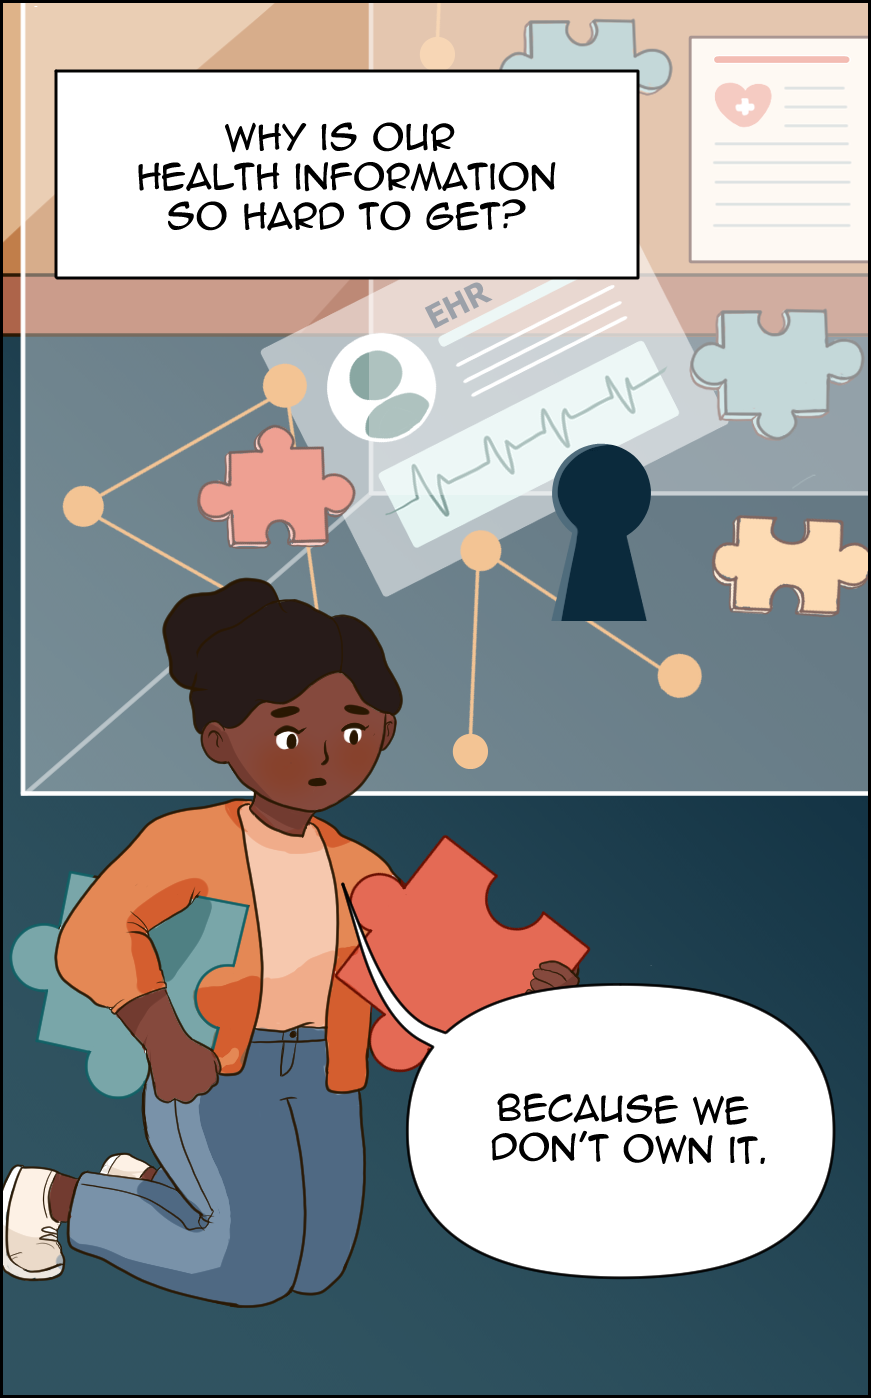 WHY IS OUR
HEALTH INFORMATION
SO HARD TO GET?
EHR
BECAUSE WE
DON'T OWN IT.